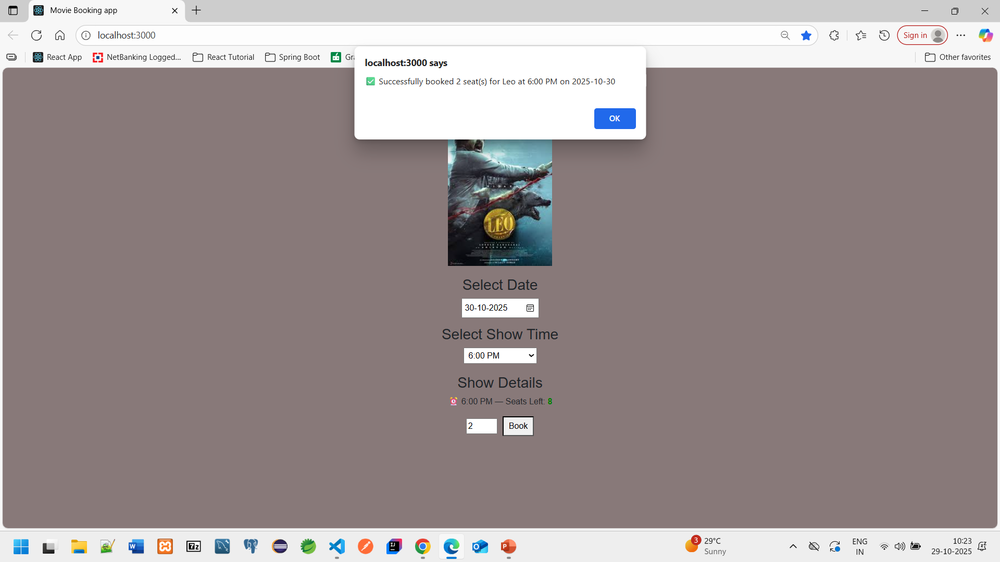 Movie Booking app
localhost:3000
Sign in
React App
NetBanking Logged...
React Tutorial
Spring Boot
Gra
Other favorites
localhost:3000 says
✅ Successfully booked 2 seat(s) for Leo at 6:00 PM on 2025-10-30
OK
VIJAY
LEO
Select Date
30-10-2025
Select Show Time
6:00 PM
Show Details
⏰ 6:00 PM — Seats Left: 8
2
Book
3
29°C
Sunny
ENG
IN
10:23
29-10-2025